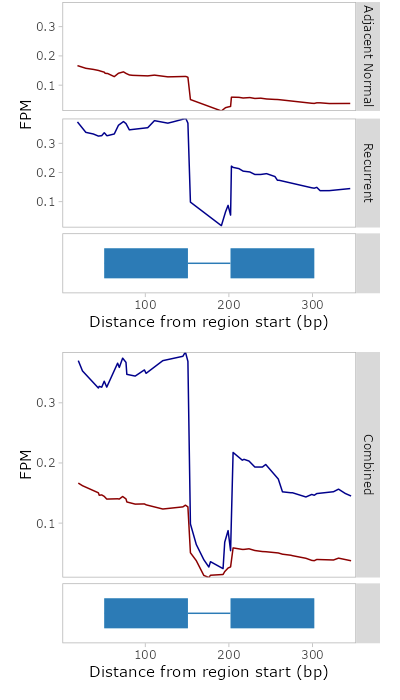 0.3
0.2
0.1
Adjacent Normal
FPM
0.3
0.2
0.1
Recurrent
100
200
300
Distance from region start (bp)
0.3
0.2
0.1
FPM
Combined
100
200
300
Distance from region start (bp)